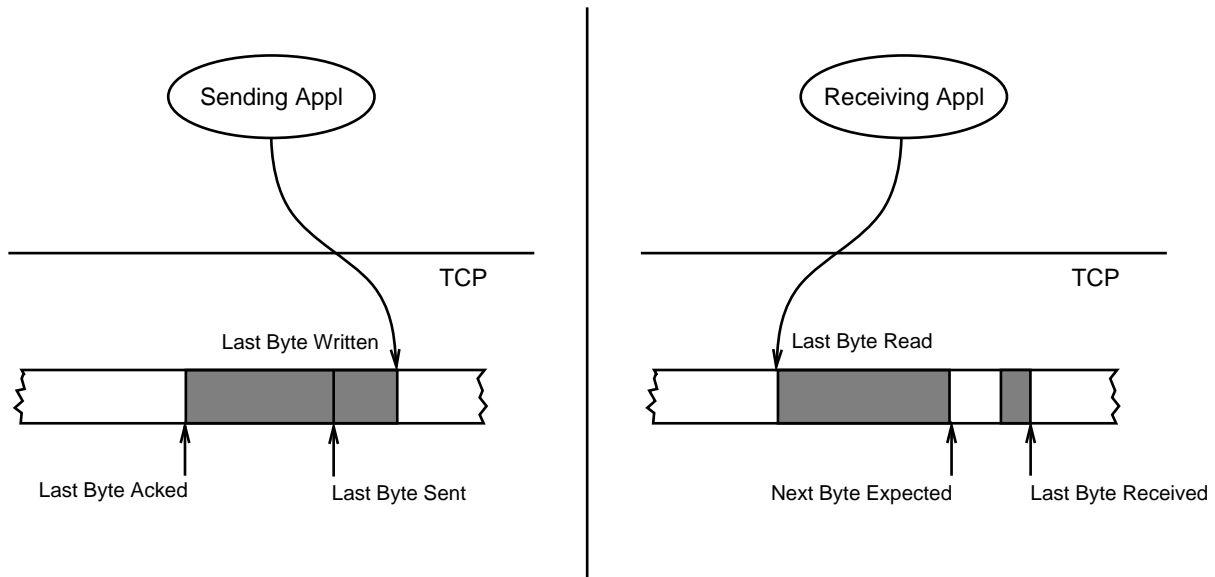 Sending Appl
TCP
Last Byte Written
Last Byte Acked
Last Byte Sent
Receiving Appl
TCP
Last Byte Read
Next Byte Expected
Last Byte Received